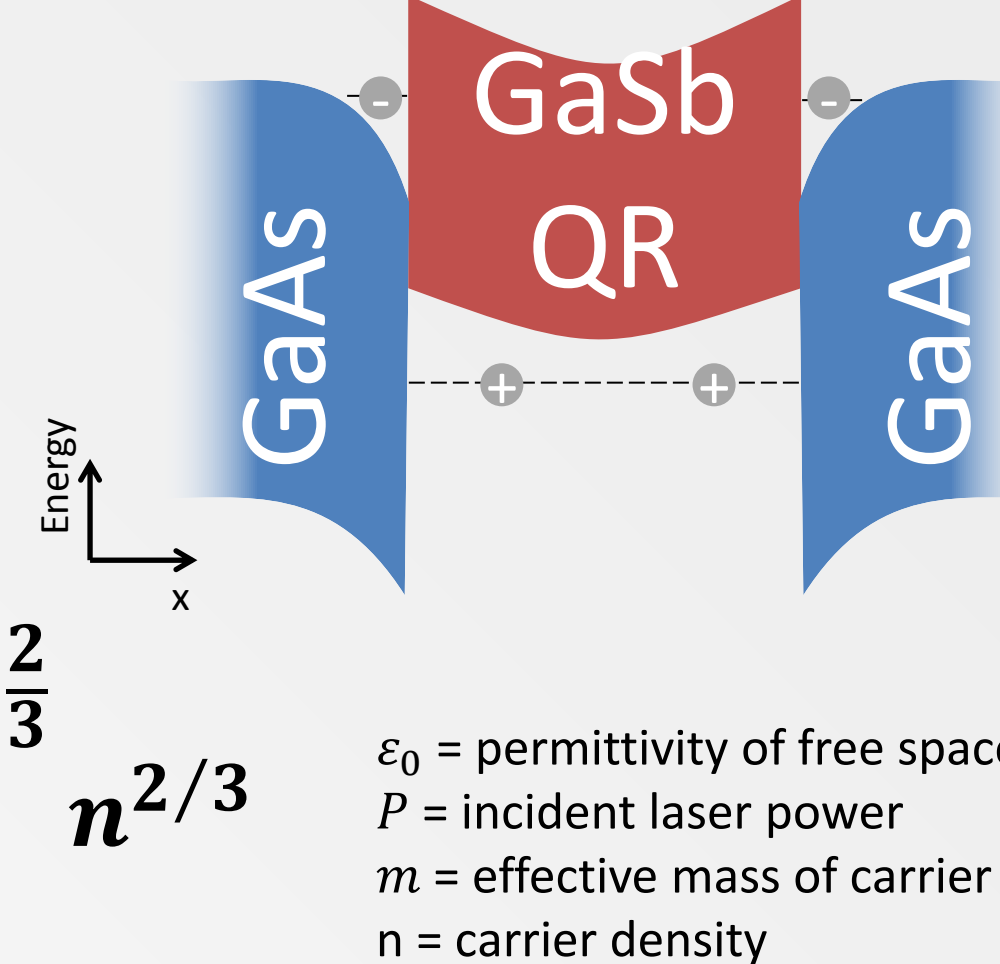 GaSb
QR
-
-
GaAs
GaAs
+
+
Energy
x
2
3
n^{2/3}
ε₀ = permittivity of free spac
P = incident laser power
m = effective mass of carrier
n = carrier density